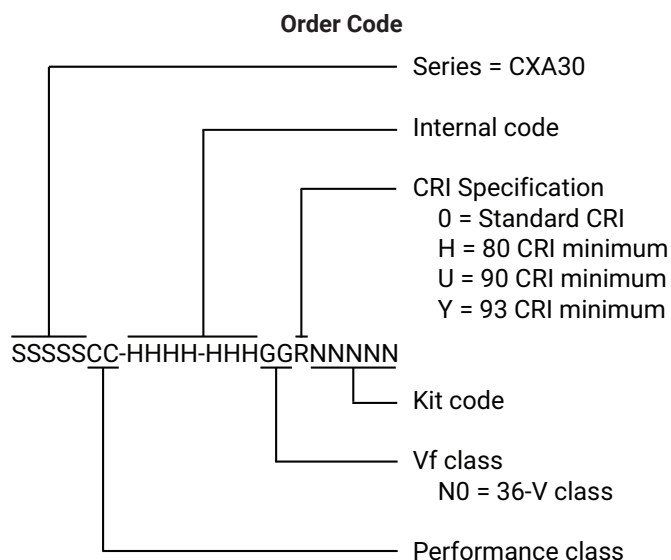 Order Code
Series = CXA30
Internal code
CRI Specification
0 = Standard CRI
H = 80 CRI minimum
U = 90 CRI minimum
Y = 93 CRI minimum
SSSSSCC-HHHH-HHHGGRNNNNN
Kit code
Vf class
N0 = 36-V class
Performance class